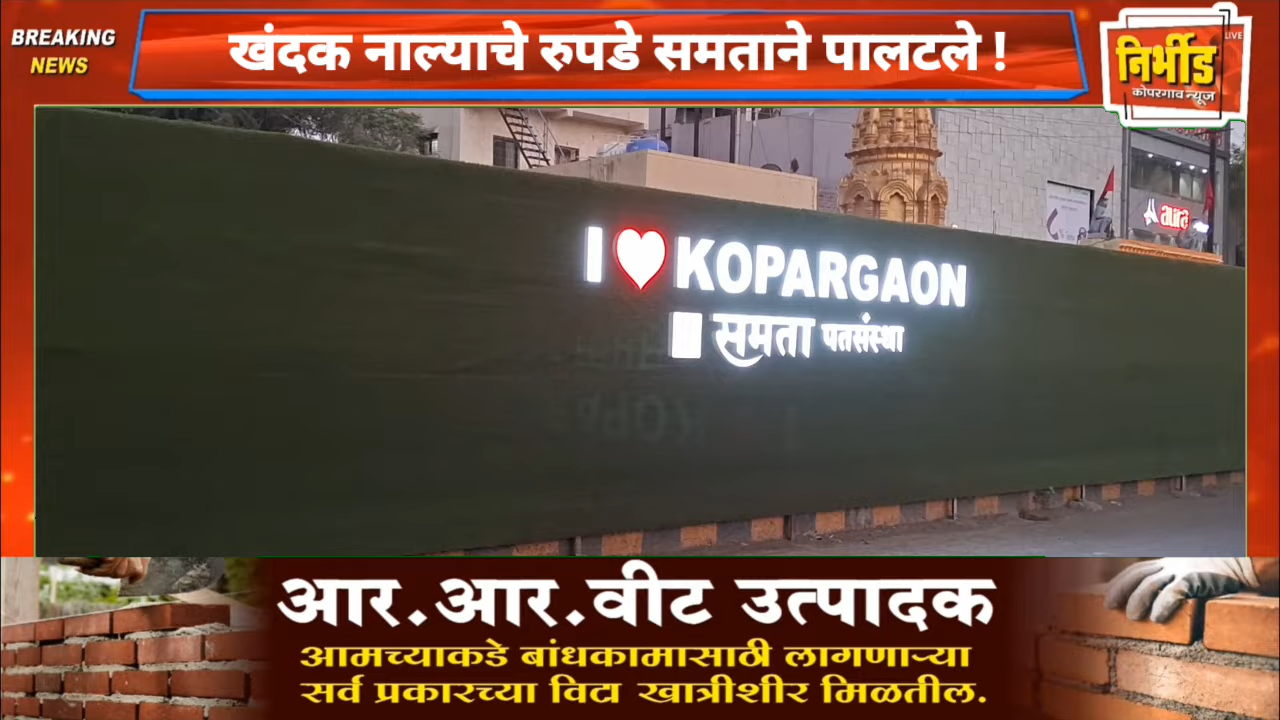 BREAKING
NEWS
खंदक नाल्याचे रुपडे समताने पालटले !
LIVE
निर्भीड
कोपरगाव न्यूज
aura
I ❤ KOPARGAON
समता पतसंस्था
आर.आर.वीट उत्पादक
आमच्याकडे बांधकामासाठी लागणाऱ्या
सर्व प्रकारच्या विटा खात्रीशीर मिळतील.